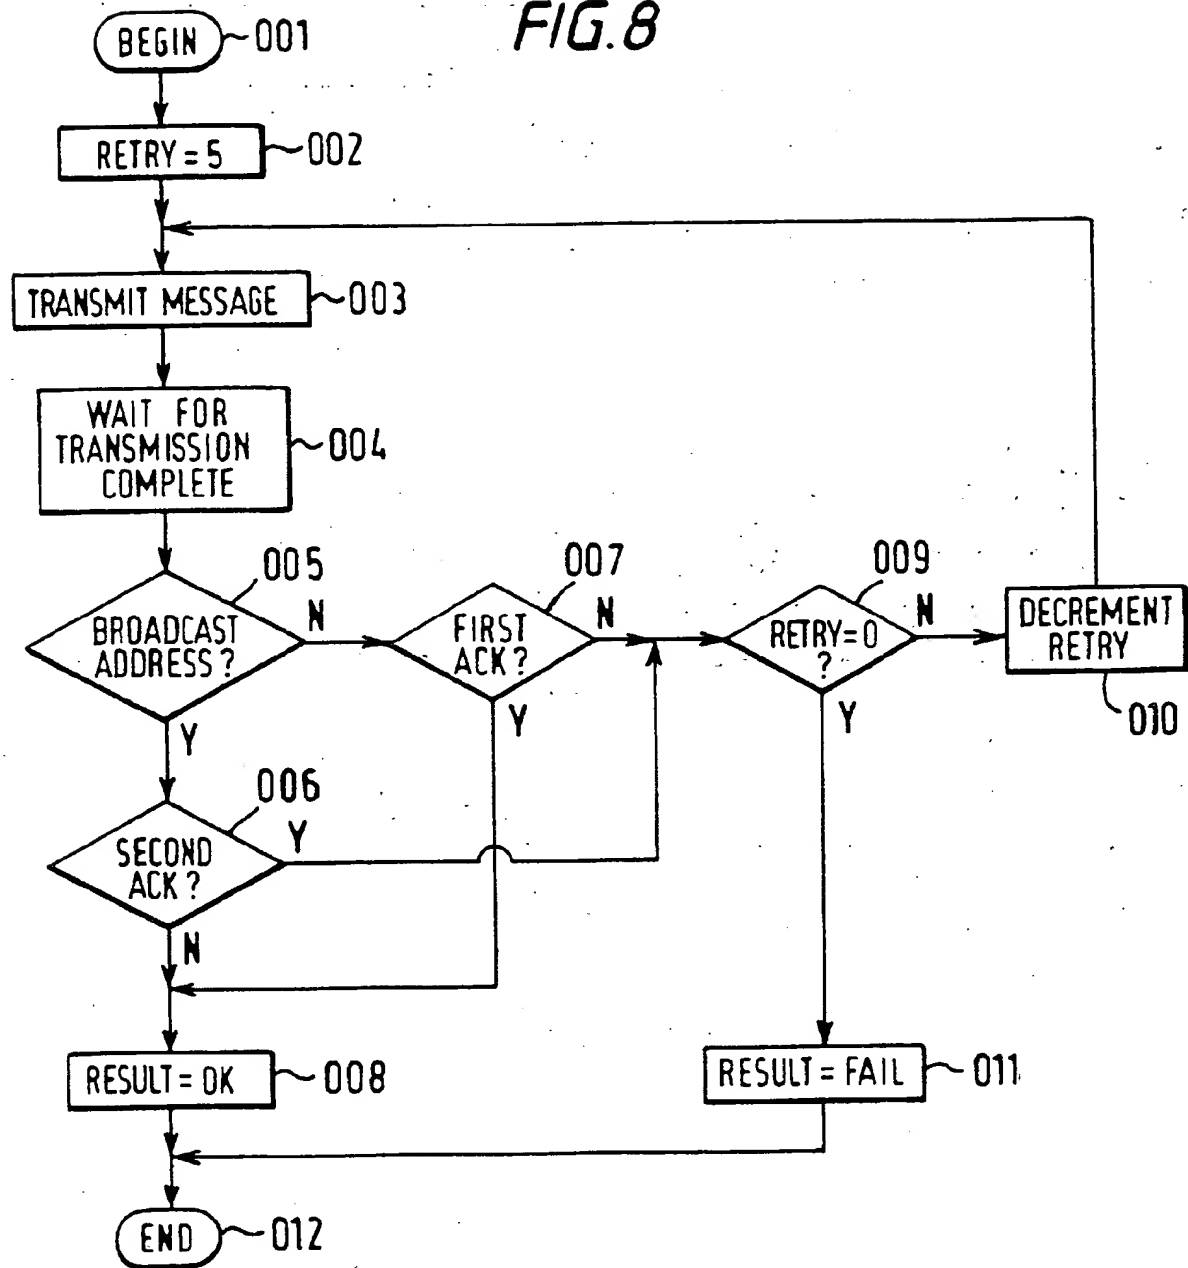 FIG.8
BEGIN
001
RETRY = 5
002
TRANSMIT MESSAGE
003
WAIT FOR
TRANSMISSION
COMPLETE
004
005
BROADCAST
ADDRESS ?
N
Y
007
FIRST
ACK ?
N
Y
009
RETRY = 0
?
N
Y
DECREMENT
RETRY
010
006
SECOND
ACK ?
Y
N
RESULT = OK
008
RESULT = FAIL
011
END
012